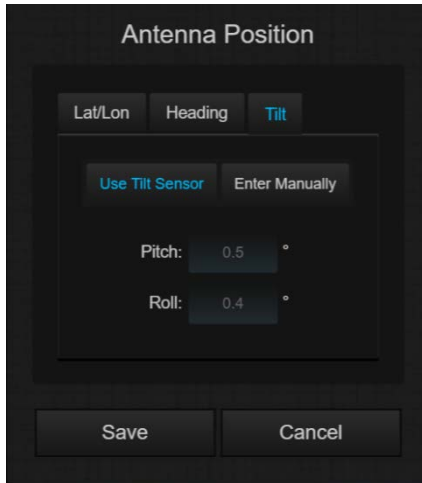 Antenna Position
Lat/Lon Heading Tilt
Use Tilt Sensor Enter Manually
Pitch: 0.5 °
Roll: 0.4 °
Save Cancel